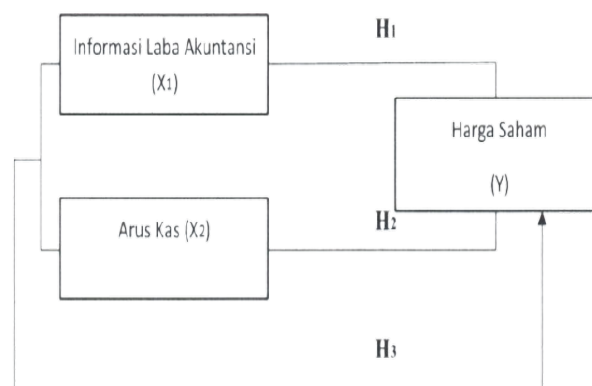 H1
Informasi Laba Akuntansi
(X1)
Harga Saham
(Y)
H2
Arus Kas (X2)
H3